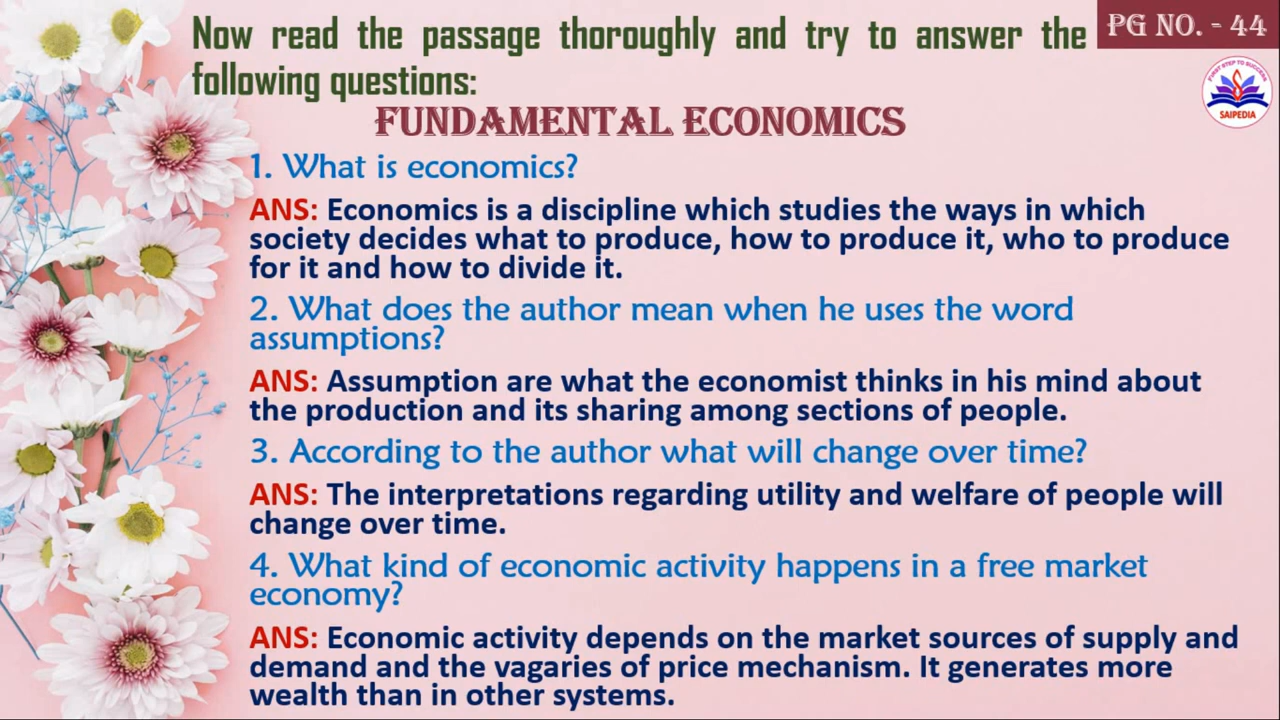 Now read the passage thoroughly and try to answer the
following questions:
PG NO. - 44
FIRST STEP TO SUCCESS
SAIPEDIA
FUNDAMENTAL ECONOMICS
1. What is economics?
ANS: Economics is a discipline which studies the ways in which
society decides what to produce, how to produce it, who to produce
for it and how to divide it.
2. What does the author mean when he uses the word
assumptions?
ANS: Assumption are what the economist thinks in his mind about
the production and its sharing among sections of people.
3. According to the author what will change over time?
ANS: The interpretations regarding utility and welfare of people will
change over time.
4. What kind of economic activity happens in a free market
economy?
ANS: Economic activity depends on the market sources of supply and
demand and the vagaries of price mechanism. It generates more
wealth than in other systems.